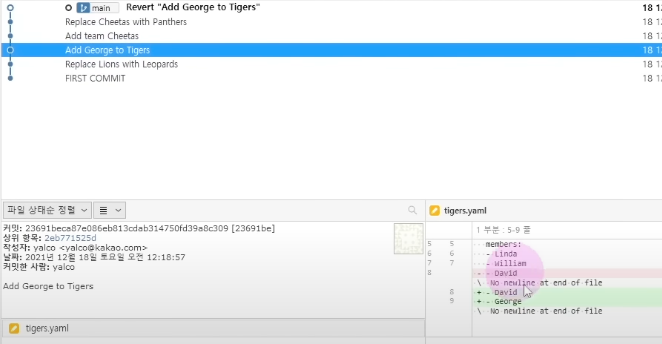 main Revert "Add George to Tigers" 18 1
Replace Cheetas with Panthers 18 1
Add team Cheetas 18 1
Add George to Tigers 18 1
Replace Lions with Leopards 18 1
FIRST COMMIT 18 1
파일 상태순 정렬
커밋: 23691beca87e086eb813cdab314750fd39a8c309 [23691be]
상위 항목: 2eb771525d
작성자: yalco <yalco@kakao.com>
날짜: 2021년 12월 18일 토요일 오전 12:18:57
커밋한 사람: yalco
Add George to Tigers
tigers.yaml
tigers.yaml
1 부분 : 5-9 줄
5 5 members:
6 6 - Linda
7 7 - William
8 - - David
\ No newline at end of file
8 + - David
9 + - George
\ No newline at end of file